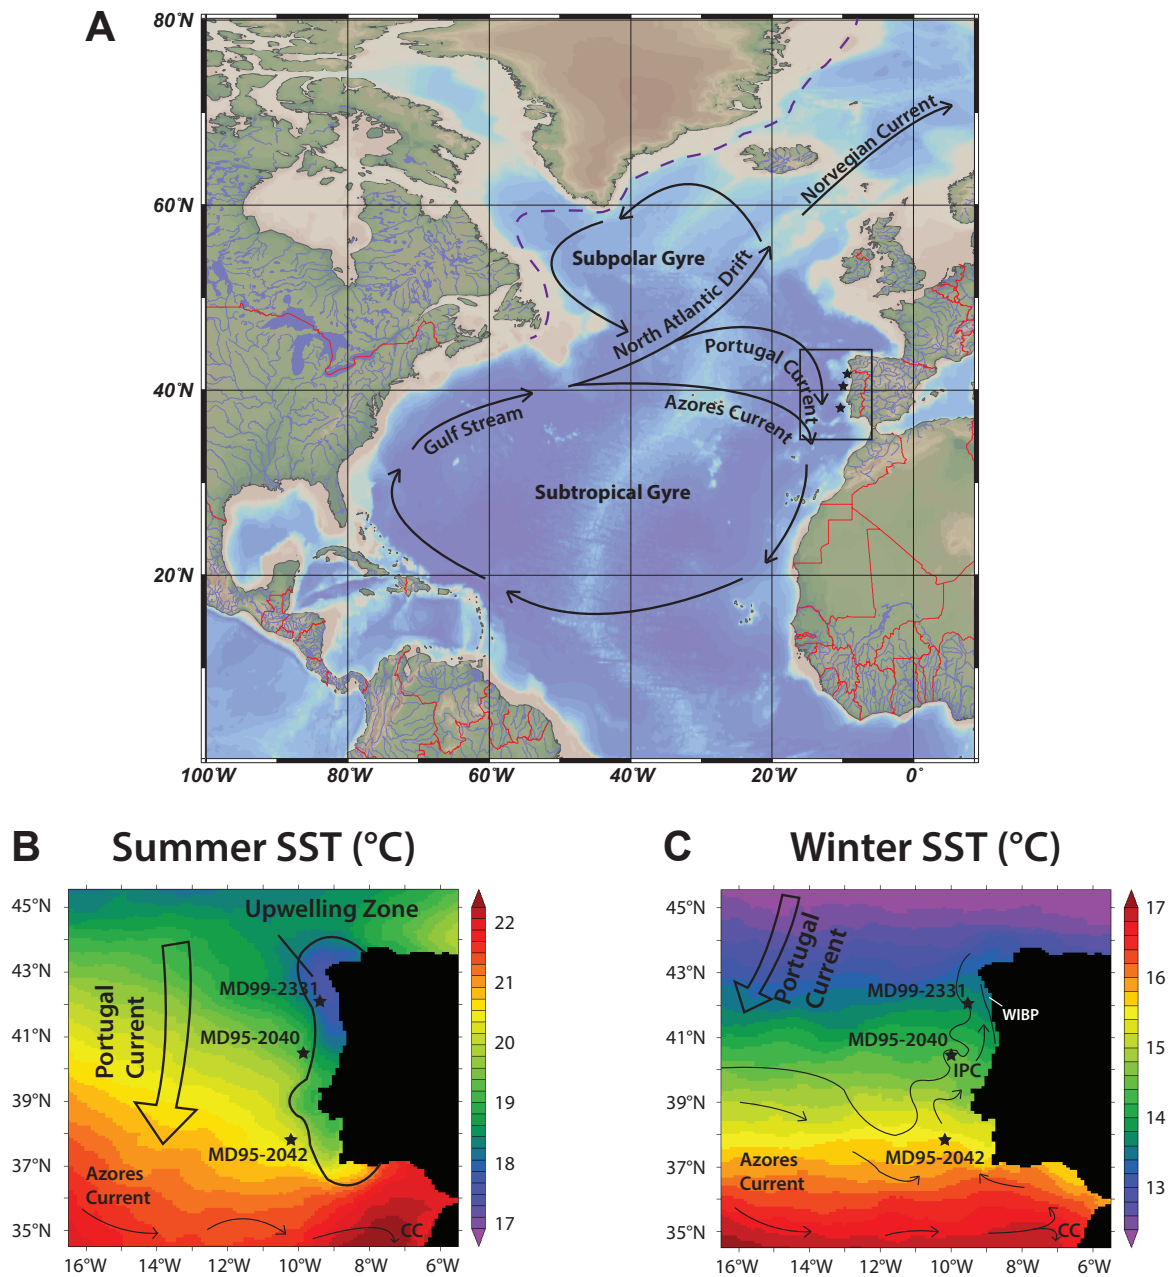 A
80°N
60°N
40°N
20°N
100°W
80°W
60°W
40°W
20°W
0°
Norwegian Current
Subpolar Gyre
North Atlantic Drift
Portugal Current
Azores Current
Gulf Stream
Subtropical Gyre
B
Summer SST (°C)
45°N
43°N
41°N
39°N
37°N
35°N
Upwelling Zone
MD99-2331
MD95-2040
MD95-2042
Portugal
Current
Azores
Current
CC
16°W
14°W
12°W
10°W
8°W
6°W
22
21
20
19
18
17
C
Winter SST (°C)
45°N
43°N
41°N
39°N
37°N
35°N
Portugal
Current
MD99-2331
WIBP
MD95-2040
IPC
MD95-2042
Azores
Current
CC
16°W
14°W
12°W
10°W
8°W
6°W
17
16
15
14
13